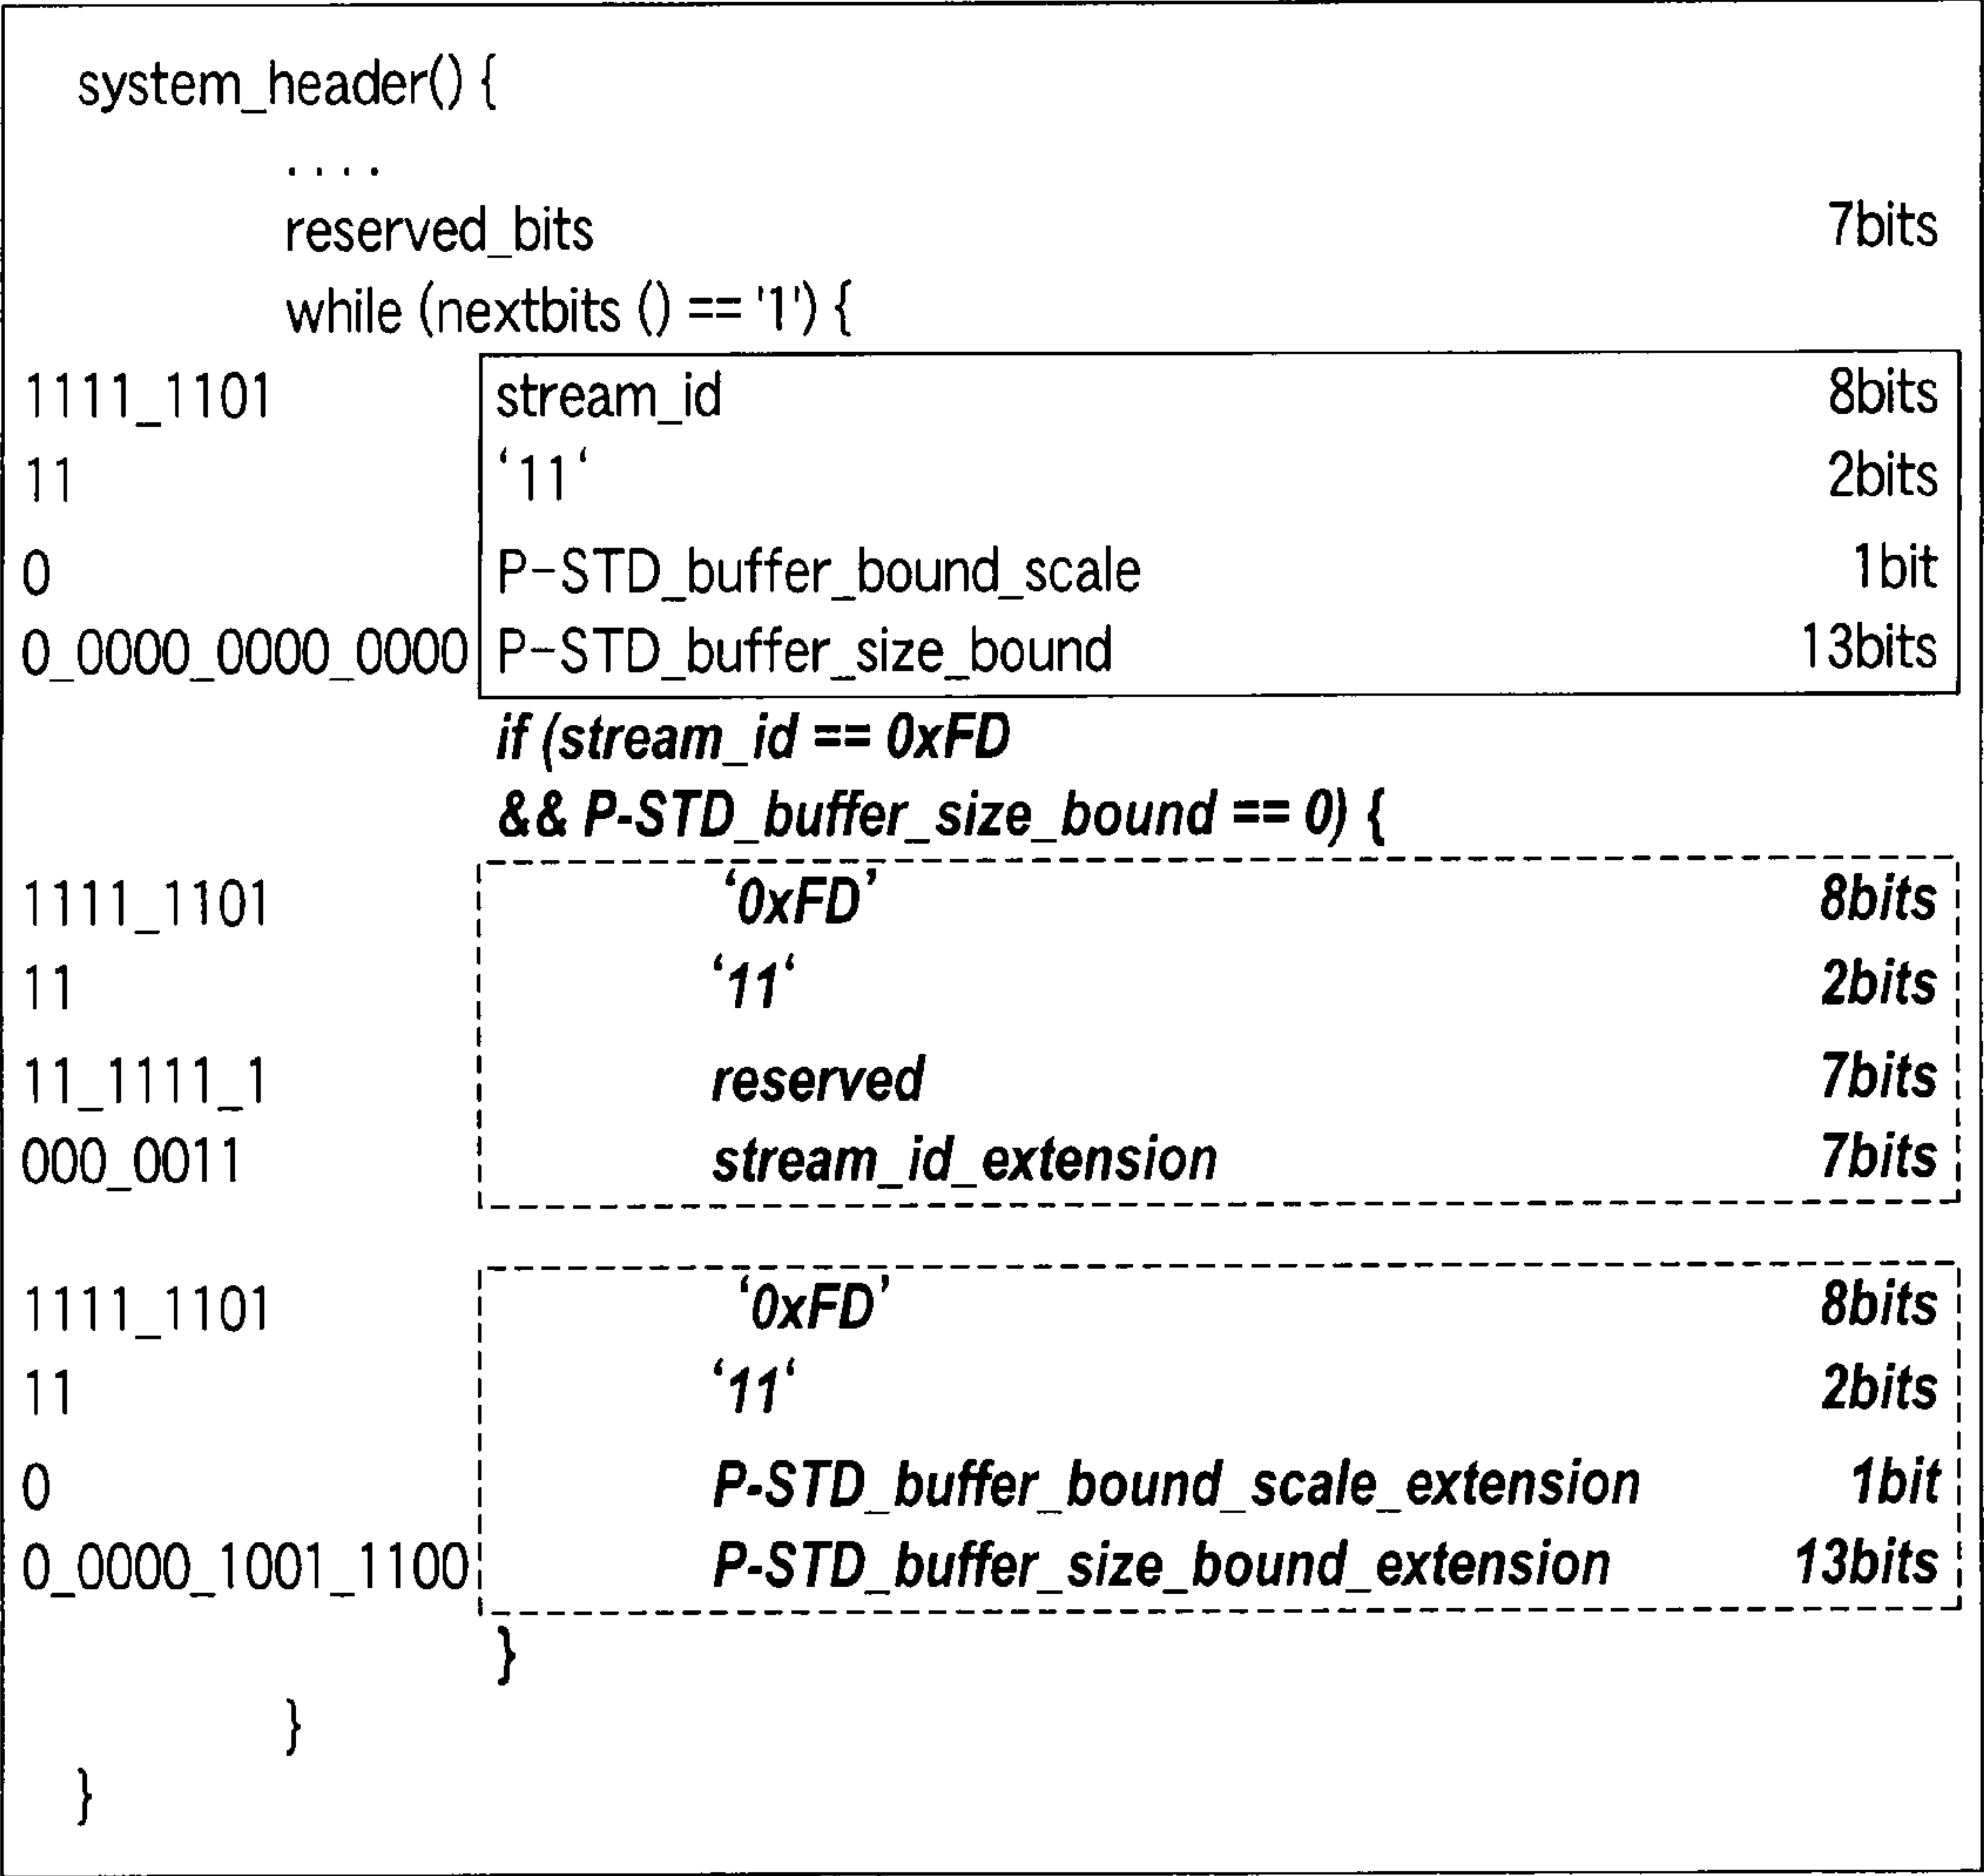 system_header() {
. . . .
reserved_bits 7bits
while (nextbits () == '1') {
1111_1101 stream_id 8bits
11 ‘11‘ 2bits
0 P-STD_buffer_bound_scale 1bit
0_0000_0000_0000 P-STD_buffer_size_bound 13bits
if (stream_id == 0xFD
&& P-STD_buffer_size_bound == 0) {
1111_1101 ‘0xFD’ 8bits
11 ‘11‘ 2bits
11_1111_1 reserved 7bits
000_0011 stream_id_extension 7bits
1111_1101 ‘0xFD’ 8bits
11 ‘11‘ 2bits
0 P-STD_buffer_bound_scale_extension 1bit
0_0000_1001_1100 P-STD_buffer_size_bound_extension 13bits
}
}
}